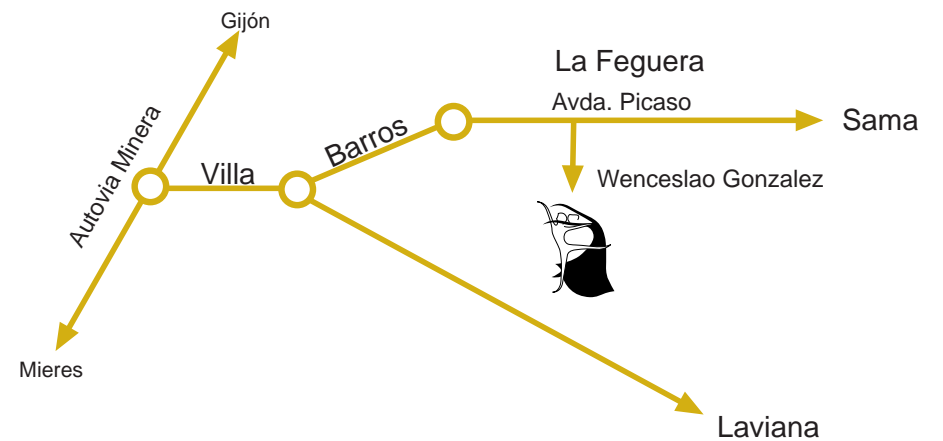 Gijón
La Feguera
Avda. Picaso
Sama
Autovia Minera
Villa
Barros
Wenceslao Gonzalez
Mieres
Laviana